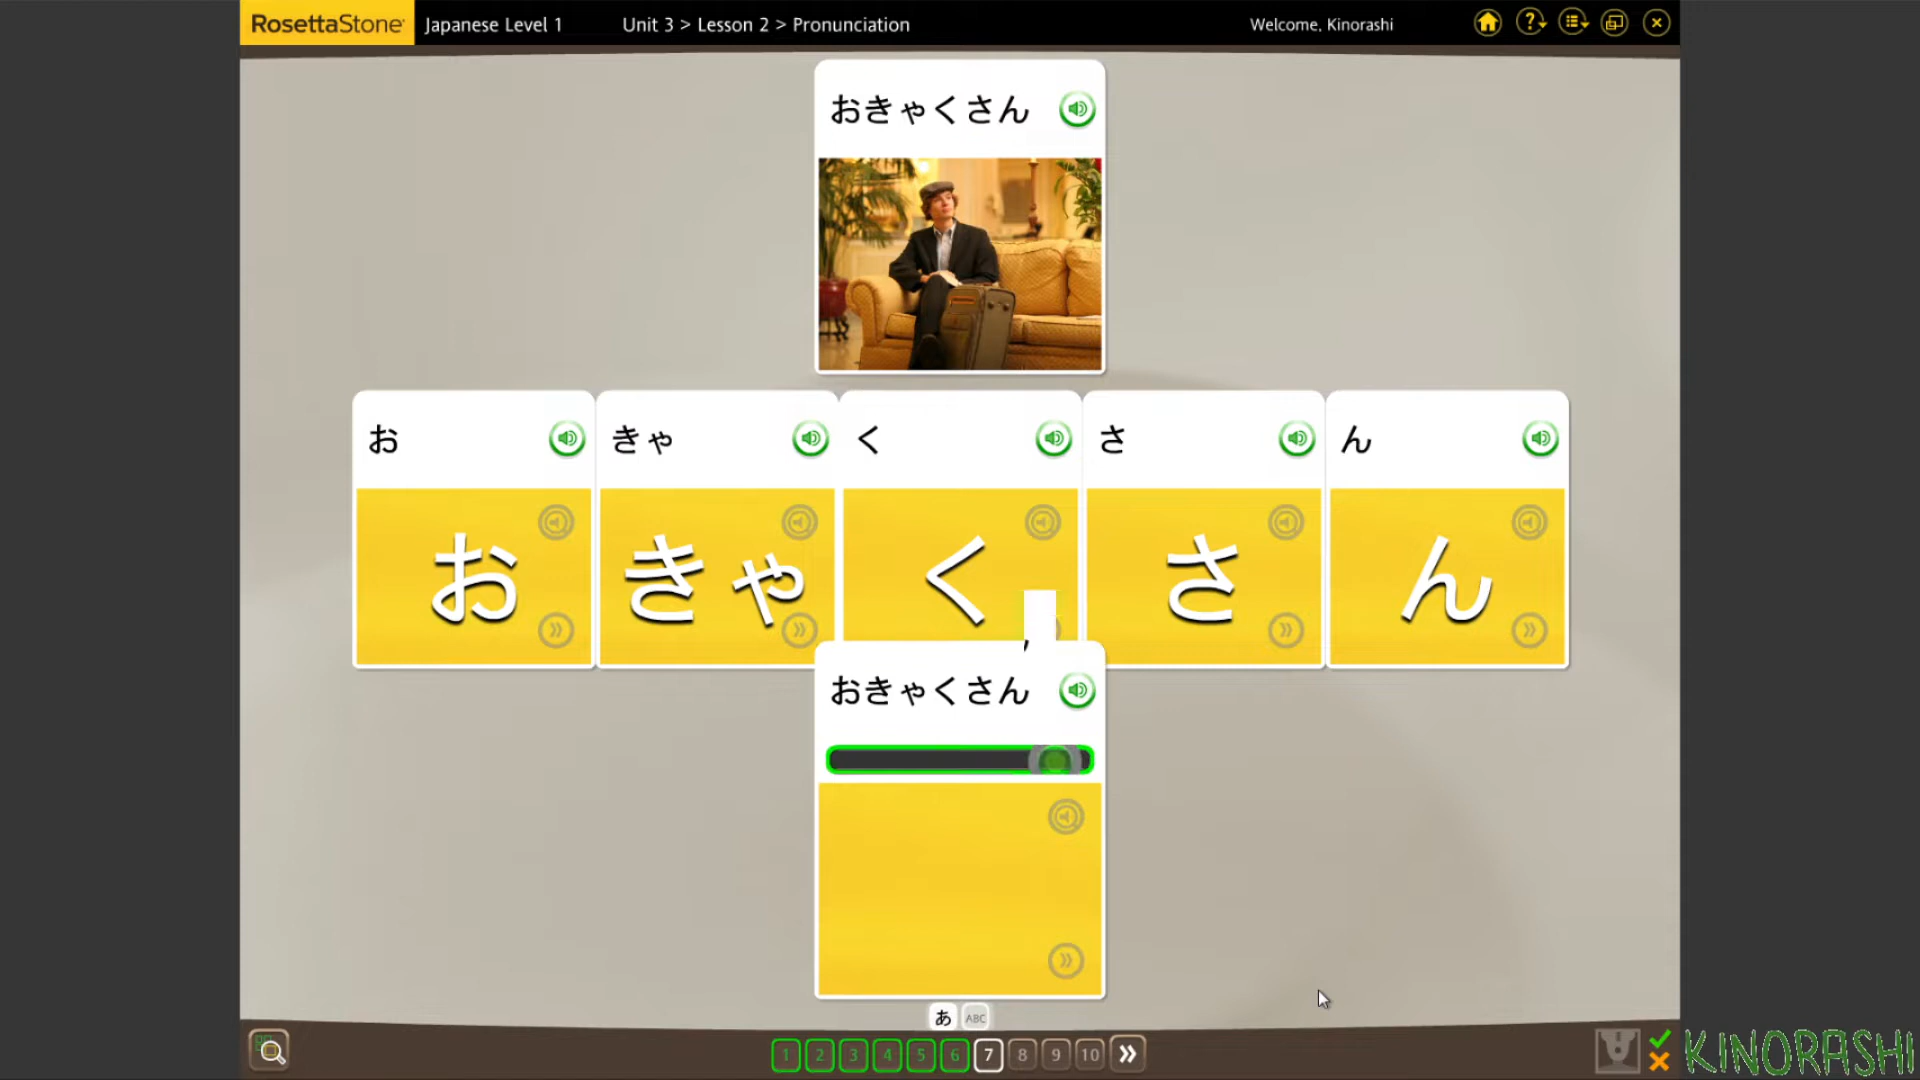 RosettaStone
Japanese Level 1
Unit 3 > Lesson 2 > Pronunciation
Welcome, Kinorashi
おきゃくさん
お
きゃ
く
さ
ん
お
きゃ
く
さ
ん
おきゃくさん
あ
ABC
1 2 3 4 5 6 7 8 9 10
KINORASHI